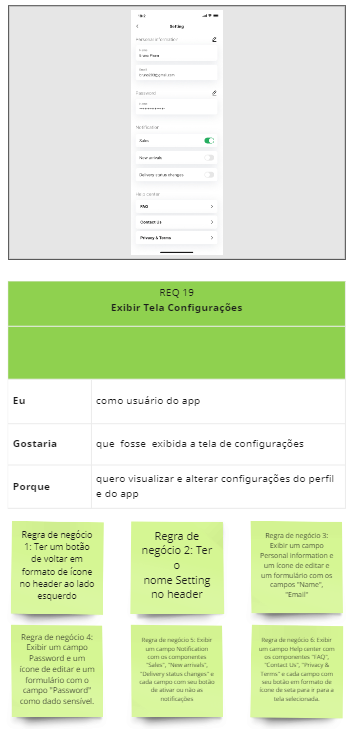 Setting
Personal information
Name
Bruno Pham
Email
Password
Name
Notification
Sales
New arrivals
Delivery status changes
Help center
FAQ
Contact Us
Privacy & Terms
REQ 19
Exibir Tela Configurações
Eu
como usuário do app
Gostaria
que fosse exibida a tela de configurações
Porque
quero visualizar e alterar configurações do perfil
e do app
Regra de negócio
1: Ter um botão
de voltar em
formato de ícone
no header ao lado
esquerdo
Regra de
negócio 2: Ter
o
nome Setting
no header
Regra de negócio 3:
Exibir um campo
Personal information e
um ícone de editar e
um formulário com os
campos "Name",
"Email"
Regra de negócio 4:
Exibir um campo
Password e um
ícone de editar e um
formulário com o
campo "Password"
como dado sensível.
Regra de negócio 5: Exibir
um campo Notification
com os componentes
"Sales", "New arrivals",
"Delivery status changes" e
cada campo com seu botão
de ativar ou não as
notificações
Regra de negócio 6: Exibir
um campo Help center com
os componentes "FAQ",
"Contact Us", "Privacy &
Terms" e cada campo com
seu botão em formato de
ícone de seta para ir para a
tela selecionada.